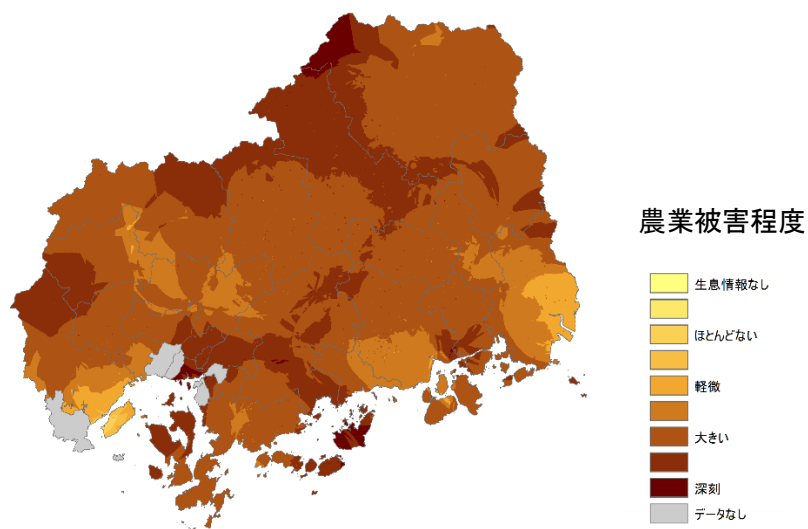 農業被害程度
生息情報なし
ほとんどない
軽微
大きい
深刻
データなし